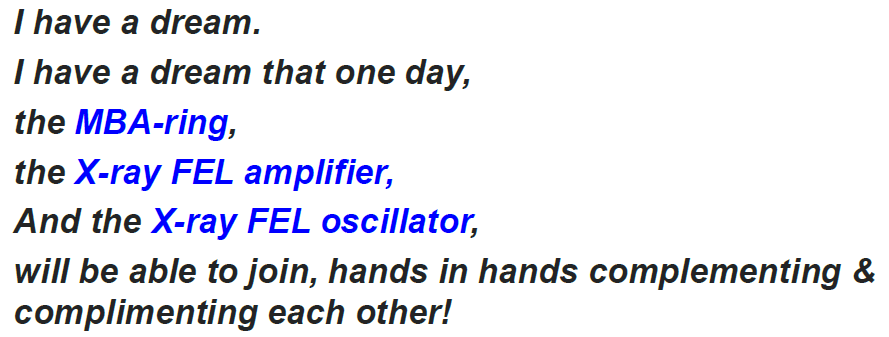 I have a dream.
I have a dream that one day,
the MBA-ring,
the X-ray FEL amplifier,
And the X-ray FEL oscillator,
will be able to join, hands in hands complementing &
complimenting each other!